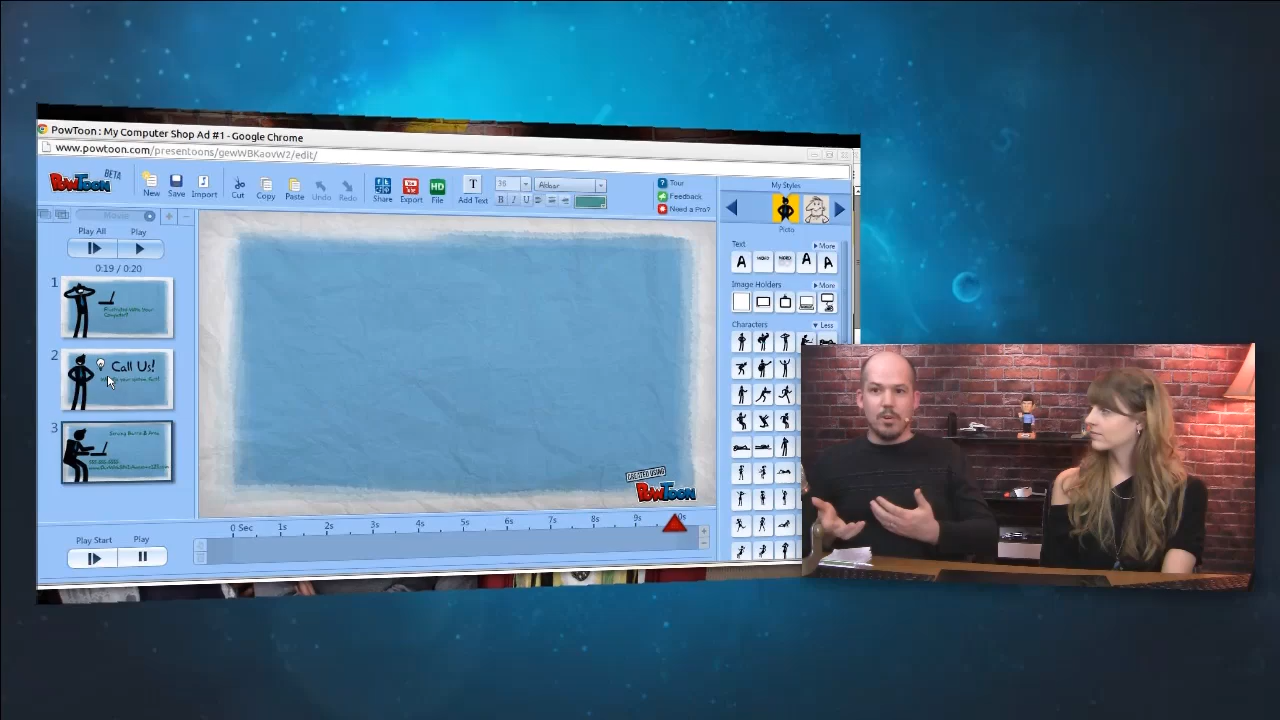 PowToon : My Computer Shop Ad #1 - Google Chrome
www.powtoon.com/presentoons/gewWBKaovW2/edit/
POWTOON BETA
New Save Import Cut Copy Paste Undo Redo Share Export File Add Text
36
B I U
Tour
Feedback
Need a Pro?
My Styles
Picto
Play All Play
0:19 / 0:20
1
2
Call Us!
3
Text More
Image Holders More
Characters Less
CREATED USING
POWTOON
0 Sec 1s 2s 3s 4s 5s 6s 7s 8s 9s
Play Start Play